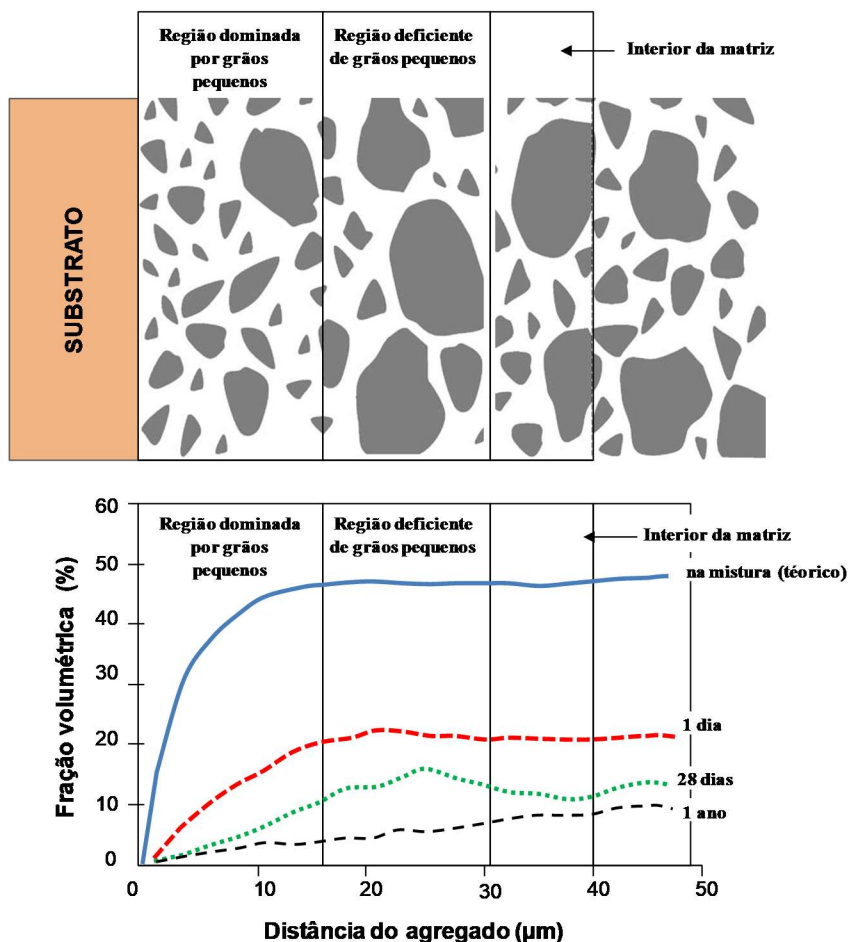 Região dominada
por grãos
pequenos
Região deficiente
de grãos pequenos
Interior da matriz
SUBSTRATO
60
50
40
30
20
10
0
Fração volumétrica (%)
Região dominada
por grãos
pequenos
Região deficiente
de grãos pequenos
Interior da matriz
na mistura (téorico)
1 dia
28 dias
1 ano
0 10 20 30 40 50
Distância do agregado (µm)